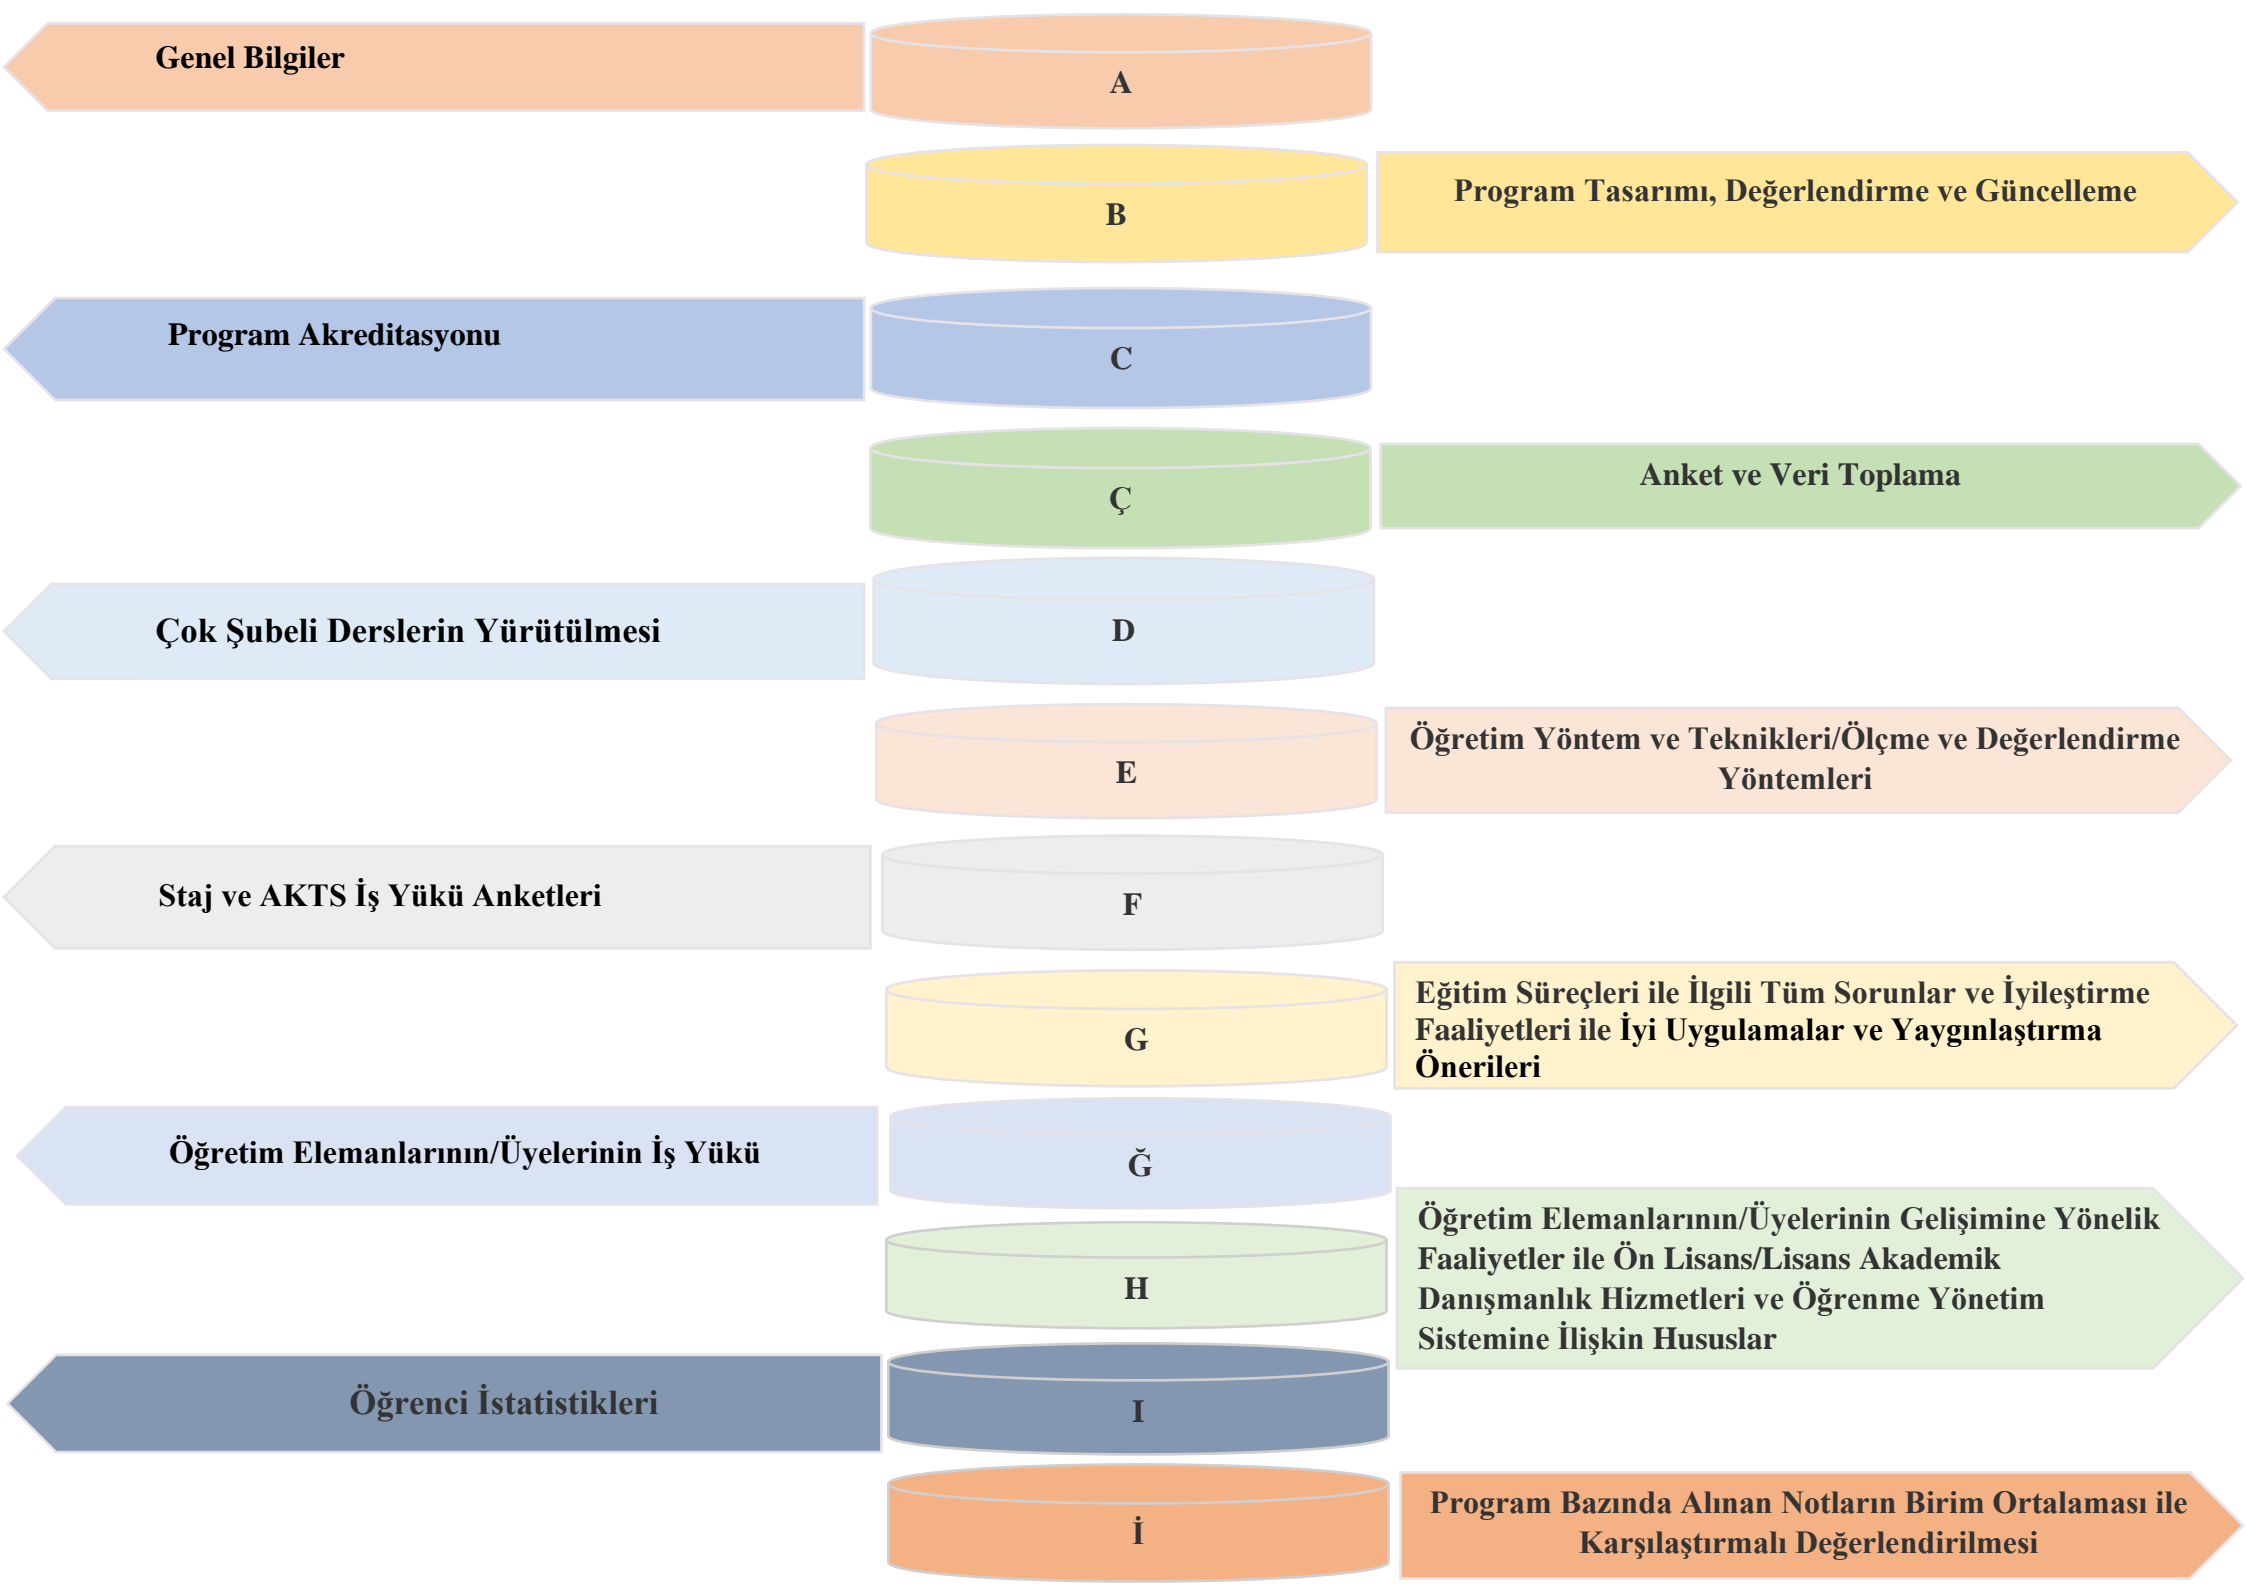 Genel Bilgiler
A
B
Program Tasarımı, Değerlendirme ve Güncelleme
Program Akreditasyonu
C
Ç
Anket ve Veri Toplama
Çok Şubeli Derslerin Yürütülmesi
D
E
Öğretim Yöntem ve Teknikleri/Ölçme ve Değerlendirme
Yöntemleri
Staj ve AKTS İş Yükü Anketleri
F
G
Eğitim Süreçleri ile İlgili Tüm Sorunlar ve İyileştirme
Faaliyetleri ile İyi Uygulamalar ve Yaygınlaştırma
Önerileri
Öğretim Elemanlarının/Üyelerinin İş Yükü
Ğ
H
Öğretim Elemanlarının/Üyelerinin Gelişimine Yönelik
Faaliyetler ile Ön Lisans/Lisans Akademik
Danışmanlık Hizmetleri ve Öğrenme Yönetim
Sistemine İlişkin Hususlar
Öğrenci İstatistikleri
I
İ
Program Bazında Alınan Notların Birim Ortalaması ile
Karşılaştırmalı Değerlendirilmesi